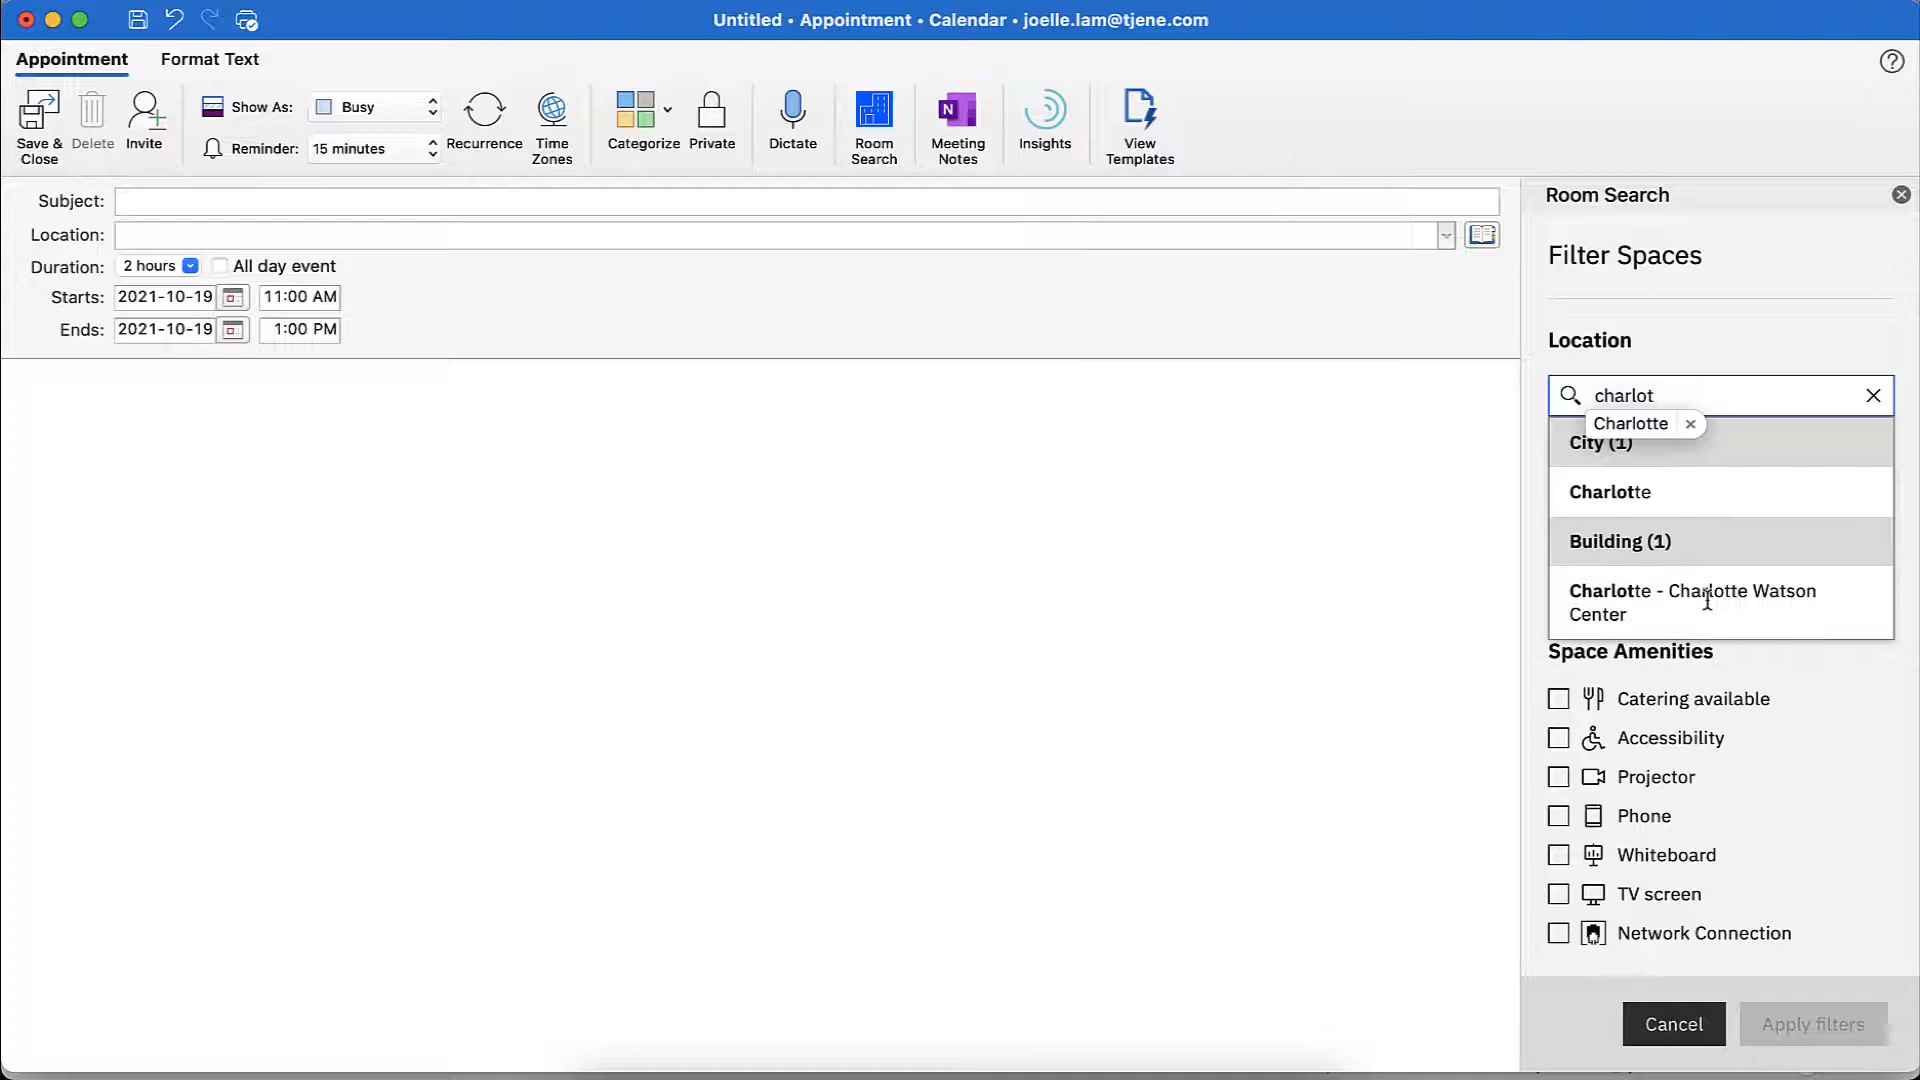 Untitled • Appointment • Calendar • joelle.lam@tjene.com
Appointment Format Text
Save & Close
Delete
Invite
Show As: Busy
Reminder: 15 minutes
Recurrence
Time Zones
Categorize
Private
Dictate
Room Search
N
Meeting Notes
Insights
View Templates
Subject:
Location:
Duration: 2 hours All day event
Starts: 2021-10-19 11:00 AM
Ends: 2021-10-19 1:00 PM
Room Search
Filter Spaces
Location
charlot
Charlotte
City (1)
Charlotte
Building (1)
Charlotte - Charlotte Watson
Center
Space Amenities
Catering available
Accessibility
Projector
Phone
Whiteboard
TV screen
Network Connection
Cancel Apply filters